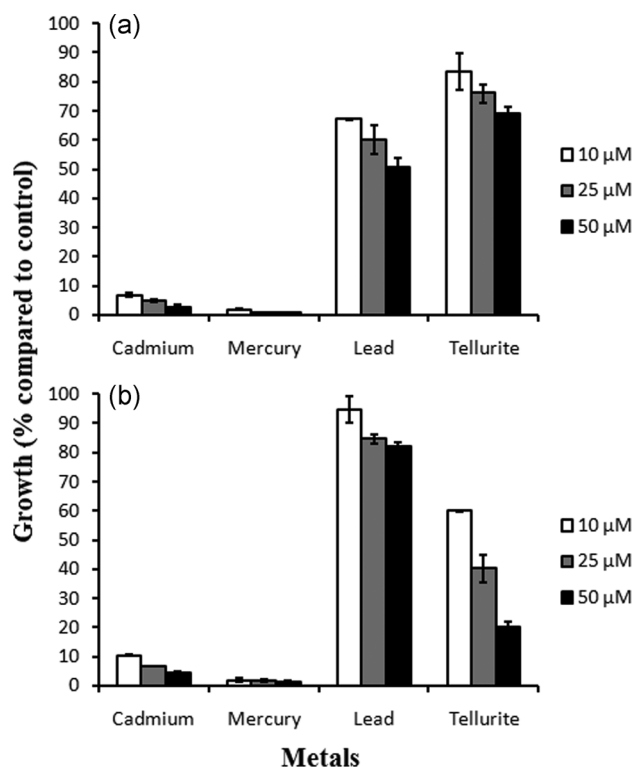 (a)
Growth (% compared to control)
100
90
80
70
60
50
40
30
20
10
0
Cadmium Mercury Lead Tellurite
10 µM
25 µM
50 µM
(b)
100
90
80
70
60
50
40
30
20
10
0
Cadmium Mercury Lead Tellurite
10 µM
25 µM
50 µM
Metals